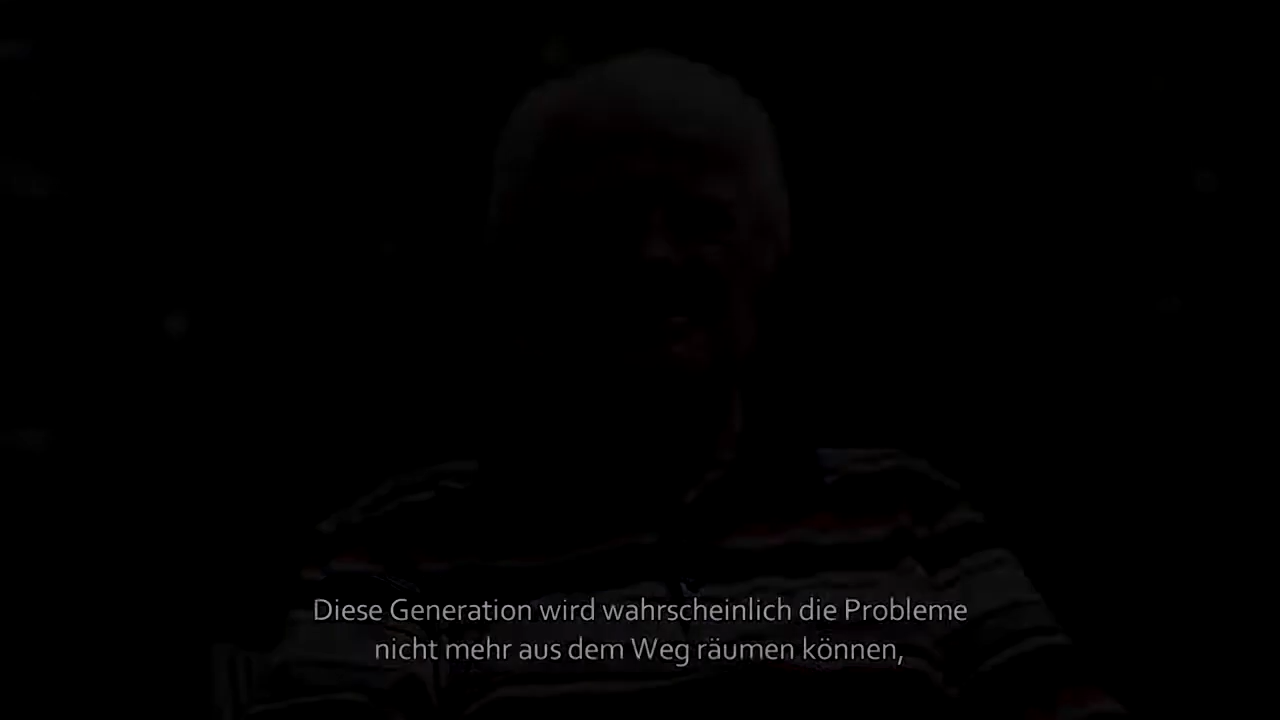 Diese Generation wird wahrscheinlich die Probleme
nicht mehr aus dem Weg räumen können,